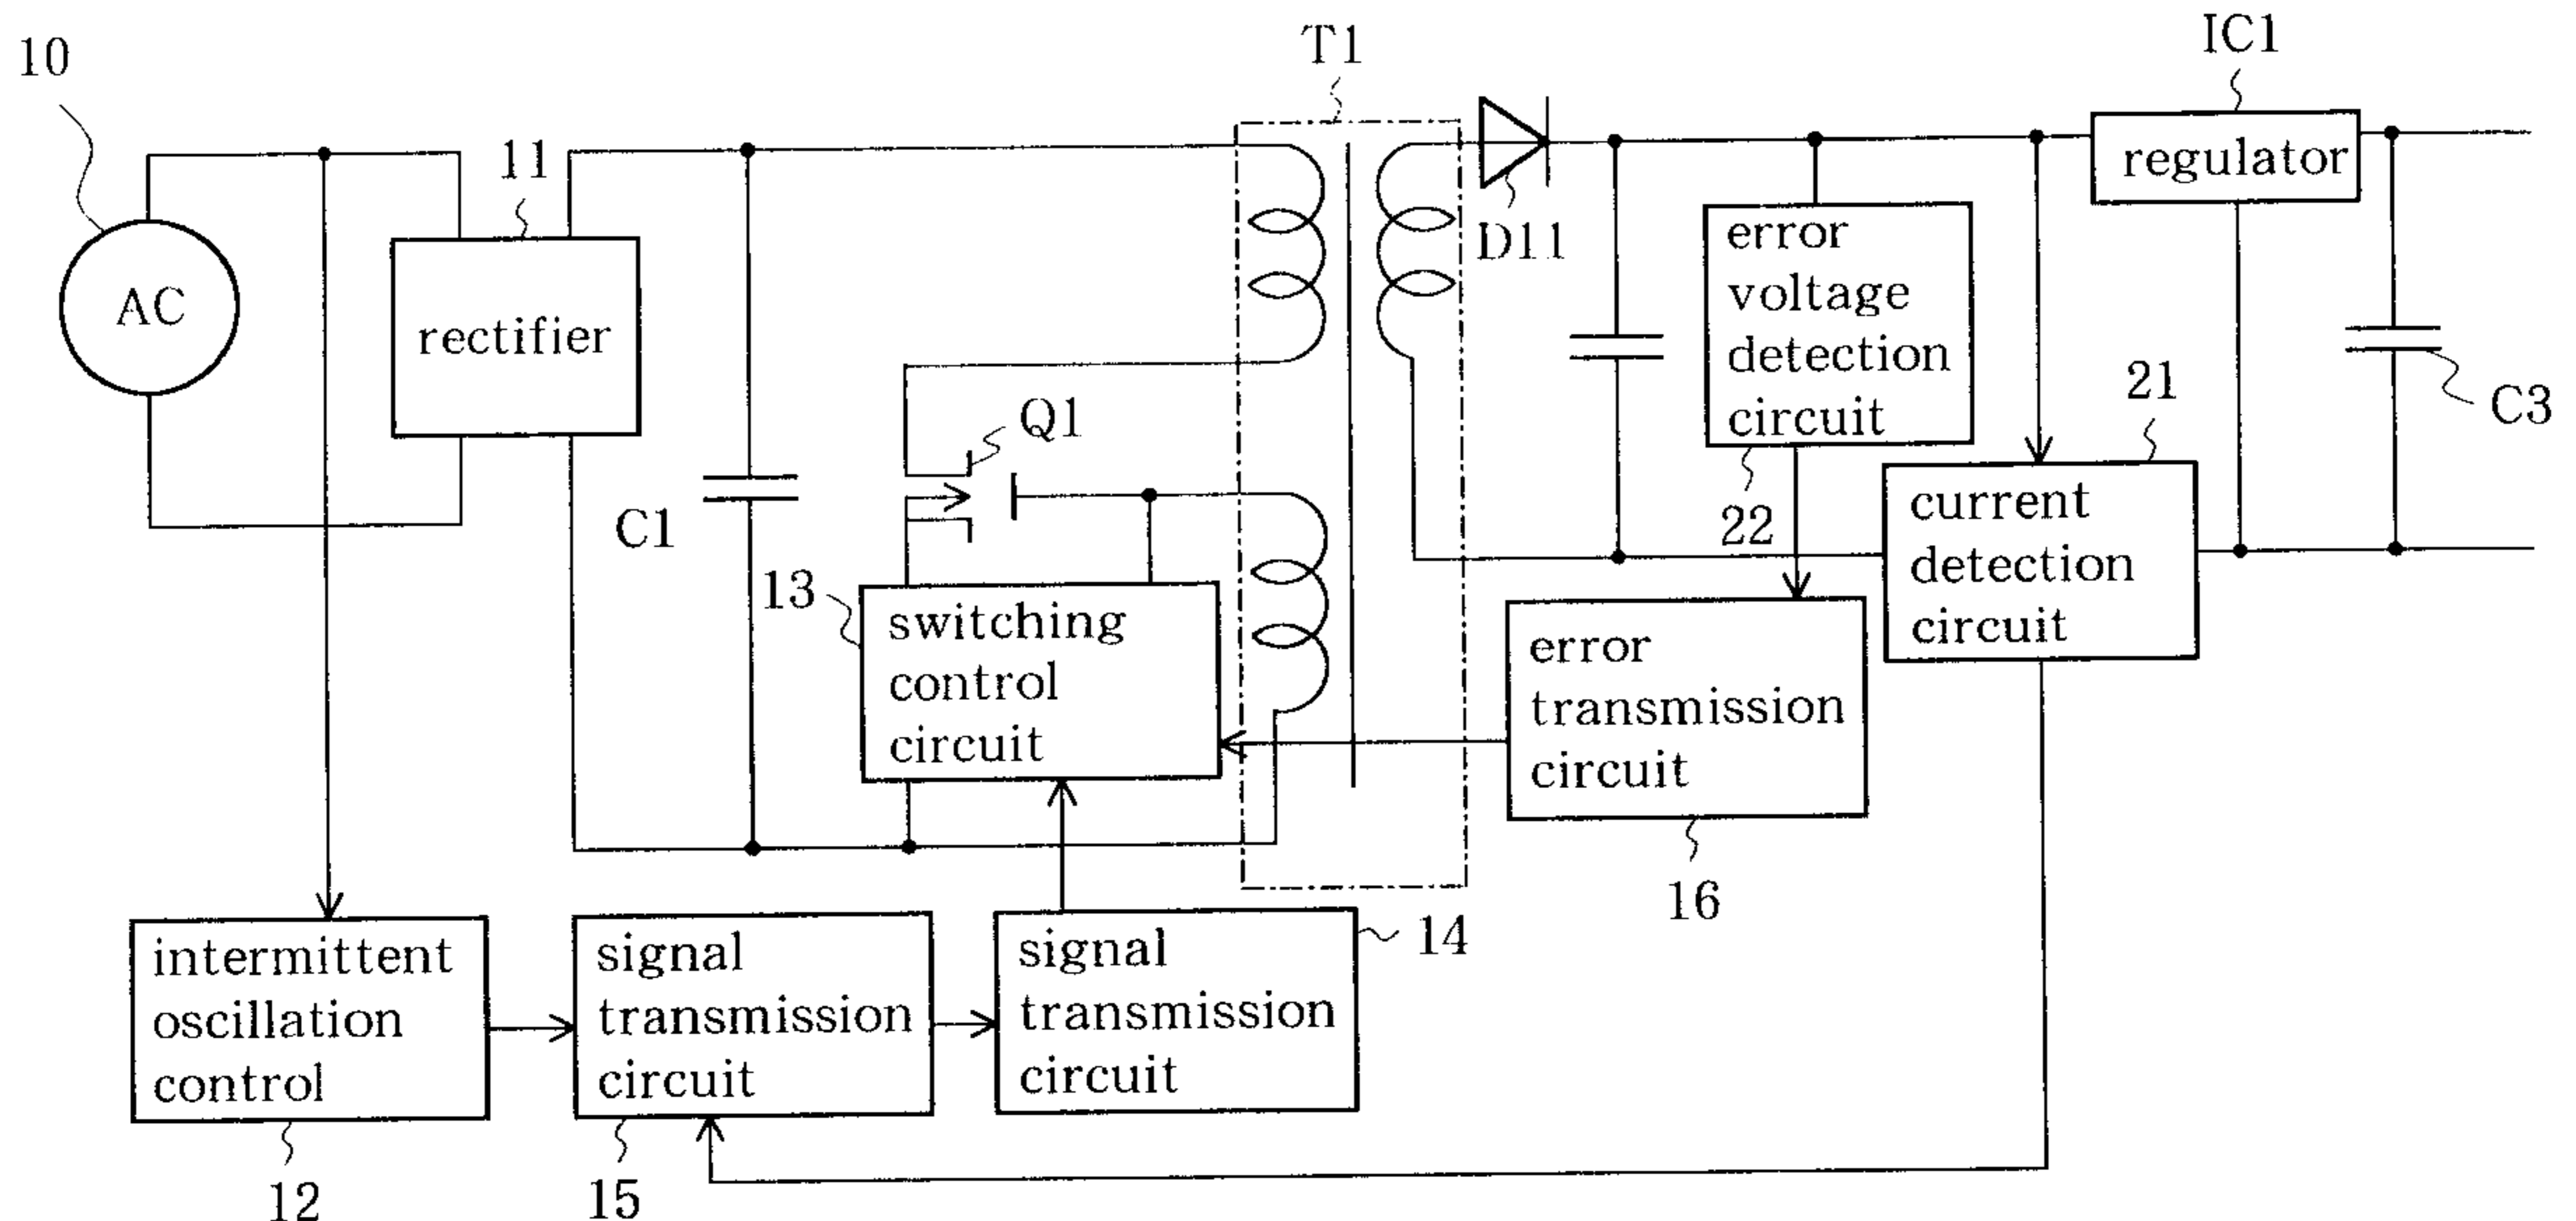 10
T1
IC1
11
regulator
D11
AC
rectifier
error
voltage
detection
circuit
21
C3
Q1
C1
22
current
detection
circuit
13
switching
control
circuit
error
transmission
circuit
16
14
intermittent
oscillation
control
signal
transmission
circuit
signal
transmission
circuit
12
15